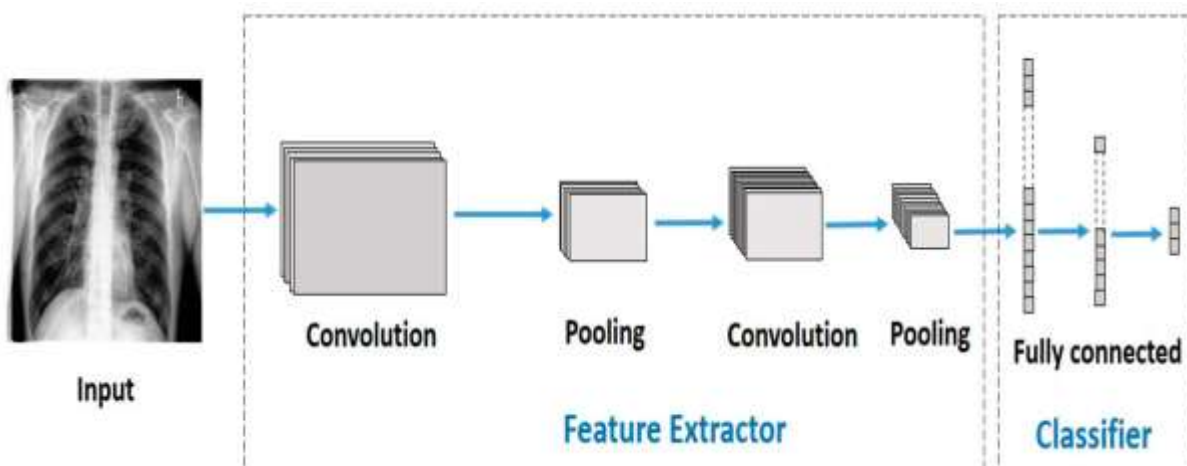 Input
Convolution
Pooling
Convolution
Pooling
Feature Extractor
Fully connected
Classifier